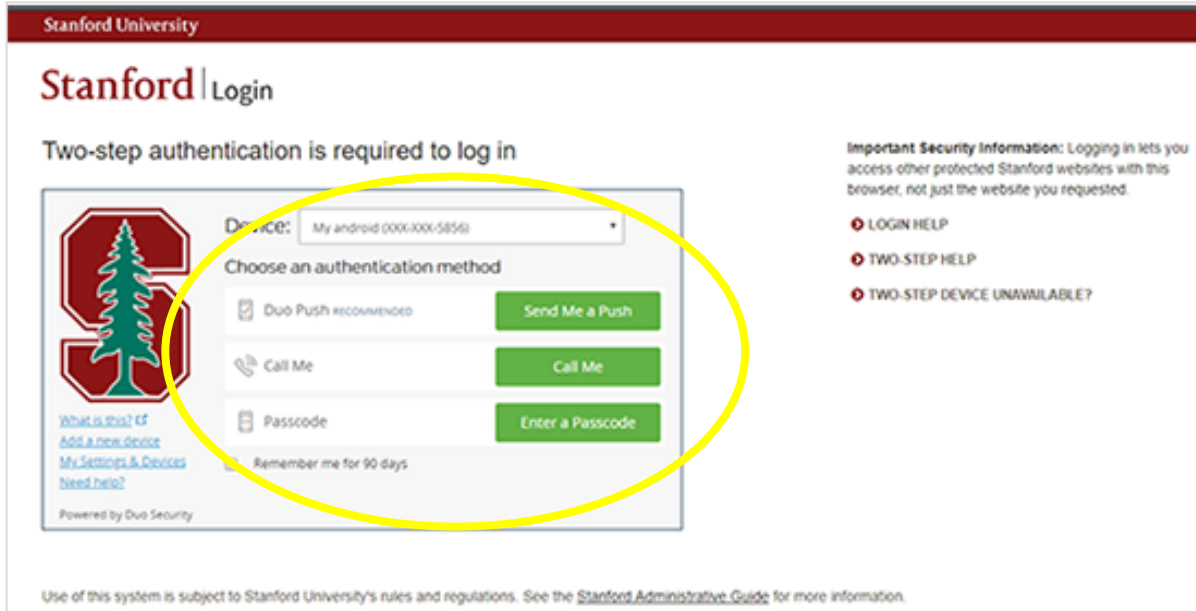 Stanford University
Stanford Login
Two-step authentication is required to log in
Device: My android (XXX-XXX-5856)
Choose an authentication method
Duo Push RECOMMENDED Send Me a Push
Call Me Call Me
Passcode Enter a Passcode
Remember me for 90 days
What is this?
Add a new device
My Settings & Devices
Need help?
Powered by Duo Security
Important Security Information: Logging in lets you
access other protected Stanford websites with this
browser, not just the website you requested.
LOGIN HELP
TWO-STEP HELP
TWO-STEP DEVICE UNAVAILABLE?
Use of this system is subject to Stanford University's rules and regulations. See the Stanford Administrative Guide for more information.